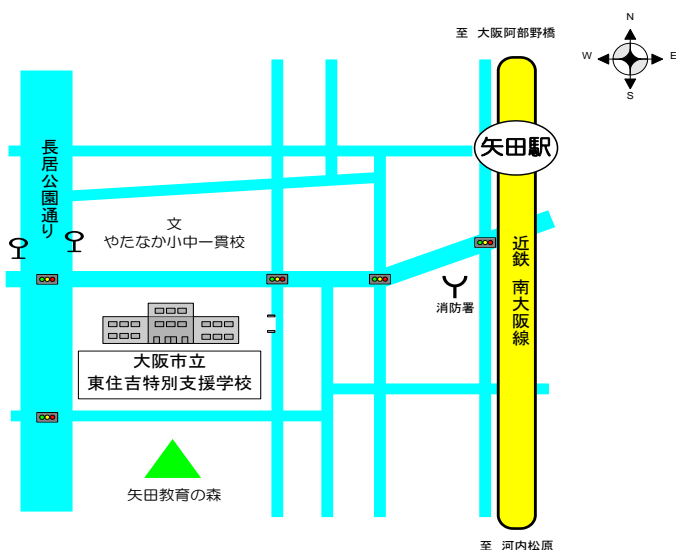 至 大阪阿部野橋
N
W
E
S
矢田駅
長居公園通り
文
やたなか小中一貫校
近鉄 南大阪線
消防署
大阪市立
東住吉特別支援学校
矢田教育の森
至 河内松原